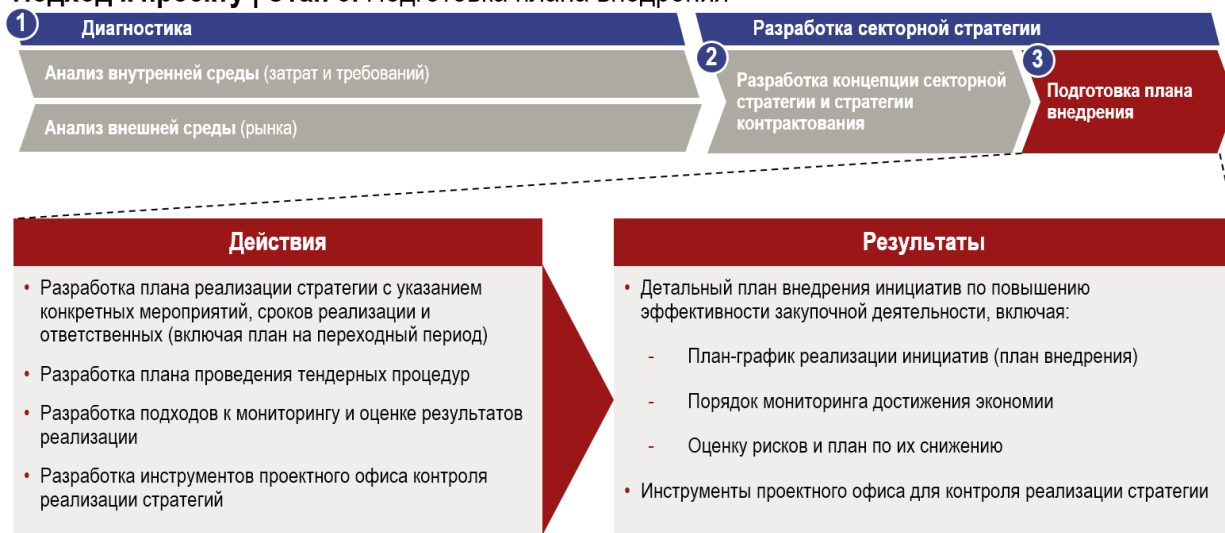 Подход к проекту | Этап 3. Подготовка плана внедрения
1
Диагностика
Разработка секторной стратегии
Анализ внутренней среды (затрат и требований)
Анализ внешней среды (рынка)
2
Разработка концепции секторной
стратегии и стратегии
контрактования
3
Подготовка плана
внедрения
Действия
• Разработка плана реализации стратегии с указанием
конкретных мероприятий, сроков реализации и
ответственных (включая план на переходный период)
• Разработка плана проведения тендерных процедур
• Разработка подходов к мониторингу и оценке результатов
реализации
• Разработка инструментов проектного офиса контроля
реализации стратегий
Результаты
• Детальный план внедрения инициатив по повышению
эффективности закупочной деятельности, включая:
- План-график реализации инициатив (план внедрения)
- Порядок мониторинга достижения экономии
- Оценку рисков и план по их снижению
• Инструменты проектного офиса для контроля реализации стратегии